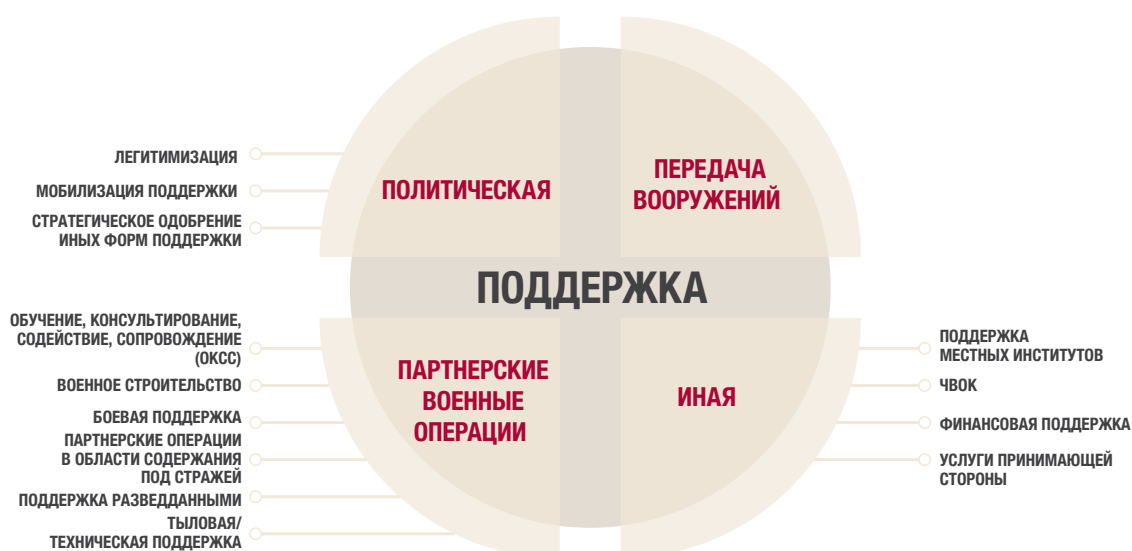 ЛЕГИТИМИЗАЦИЯ
МОБИЛИЗАЦИЯ ПОДДЕРЖКИ
СТРАТЕГИЧЕСКОЕ ОДОБРЕНИЕ
ИНЫХ ФОРМ ПОДДЕРЖКИ
ПОЛИТИЧЕСКАЯ
ПЕРЕДАЧА
ВООРУЖЕНИЙ
ПОДДЕРЖКА
ОБУЧЕНИЕ, КОНСУЛЬТИРОВАНИЕ,
СОДЕЙСТВИЕ, СОПРОВОЖДЕНИЕ
(ОКСС)
ВОЕННОЕ СТРОИТЕЛЬСТВО
БОЕВАЯ ПОДДЕРЖКА
ПАРТНЕРСКИЕ ОПЕРАЦИИ
В ОБЛАСТИ СОДЕРЖАНИЯ
ПОД СТРАЖЕЙ
ПОДДЕРЖКА РАЗВЕДДАННЫМИ
ТЫЛОВАЯ/
ТЕХНИЧЕСКАЯ ПОДДЕРЖКА
ПАРТНЕРСКИЕ
ВОЕННЫЕ
ОПЕРАЦИИ
ИНАЯ
ПОДДЕРЖКА
МЕСТНЫХ ИНСТИТУТОВ
ЧВОК
ФИНАНСОВАЯ ПОДДЕРЖКА
УСЛУГИ ПРИНИМАЮЩЕЙ
СТОРОНЫ